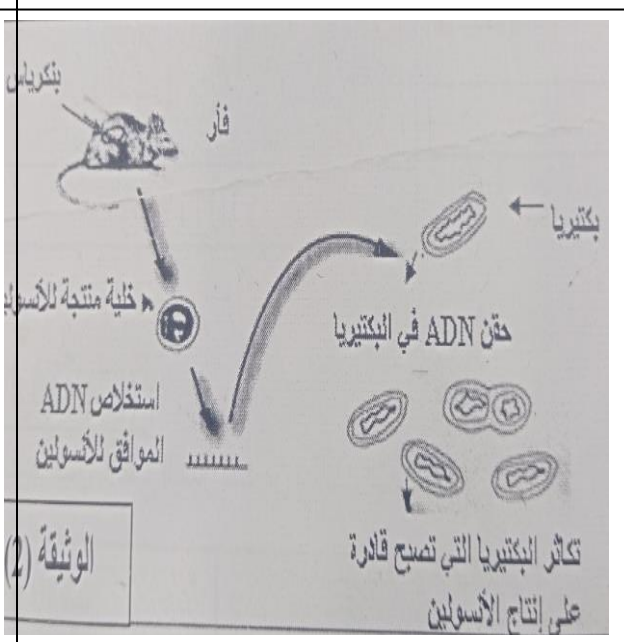 بنكرياس
فأر
بكتيريا
خلية منتجة للأنسولين
حقن ADN في البكتيريا
استخلاص ADN
الموافق للأنسولين
تكاثر البكتيريا التي تصبح قادرة
على إنتاج الأنسولين
الوثيقة (2)